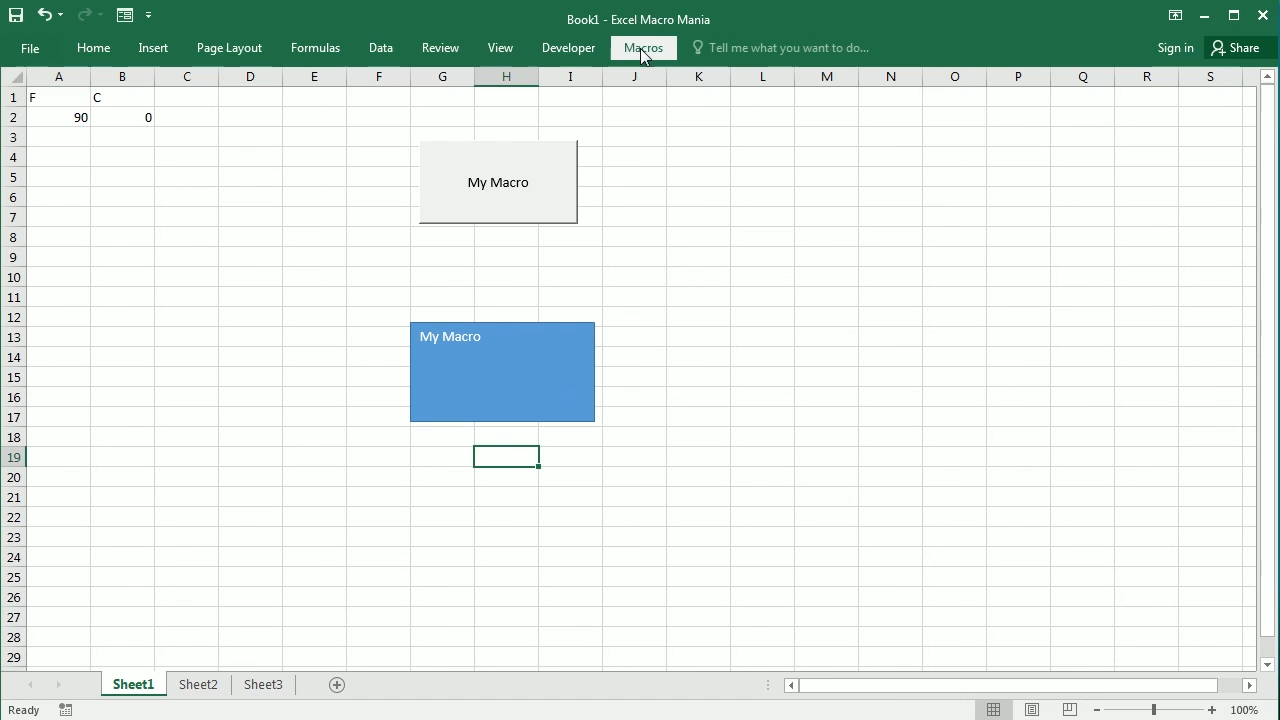 Book1 - Excel Macro Mania
File Home Insert Page Layout Formulas Data Review View Developer Macros Tell me what you want to do... Sign in Share
A B C D E F G H I J K L M N O P Q R S
1 F C
2 90 0
3
4
5 My Macro
6
7
8
9
10
11
12
13 My Macro
14
15
16
17
18
19
20
21
22
23
24
25
26
27
28
29
Sheet1 Sheet2 Sheet3
Ready 100%